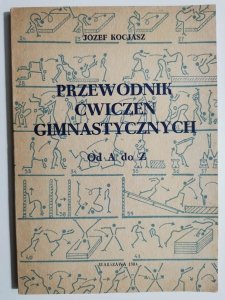 JÓZEF KOCJASZ
PRZEWODNIK
ĆWICZEŃ
GIMNASTYCZNYCH
Od A do Z